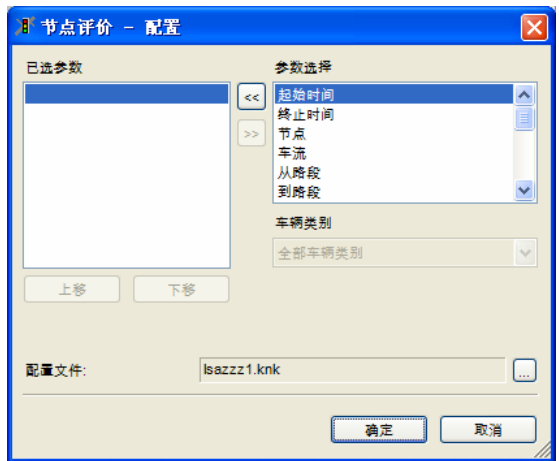 节点评价 - 配置
已选参数
参数选择
<<
>>
起始时间
终止时间
节点
车流
从路段
到路段
车辆类别
全部车辆类别
上移
下移
配置文件:
lsazzz1.knk
...
确定
取消